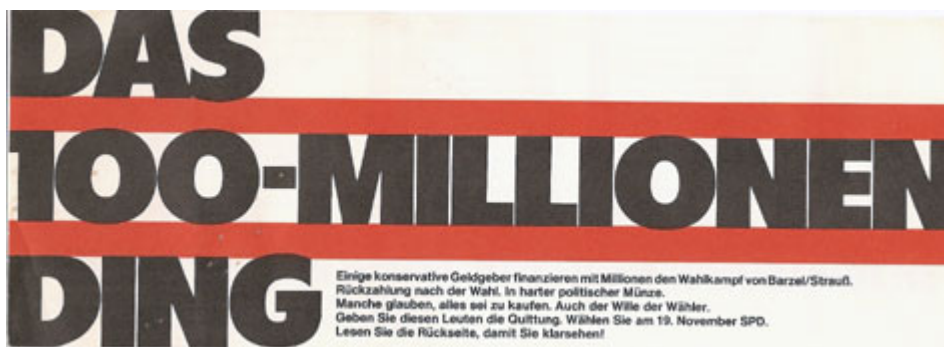 DAS
100-MILLIONEN
DING
Einige konservative Geldgeber finanzieren mit Millionen den Wahlkampf von Barzel/Strauß.
Rückzahlung nach der Wahl. In harter politischer Münze.
Manche glauben, alles sei zu kaufen. Auch der Wille der Wähler.
Geben Sie diesen Leuten die Quittung. Wählen Sie am 19. November SPD.
Lesen Sie die Rückseite, damit Sie klarsehen!